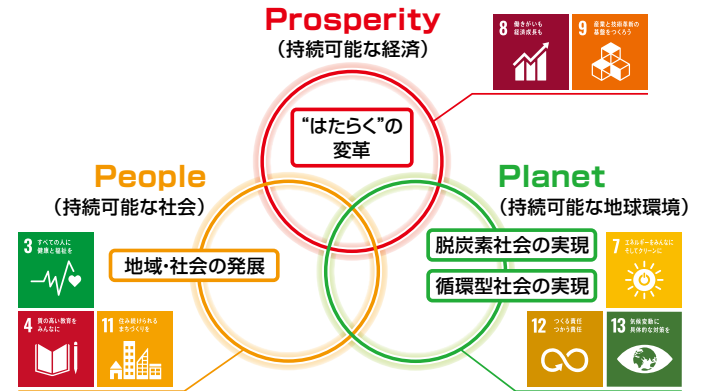 Prosperity
(持続可能な経済)
8 働きがいも
経済成長も
9 産業と技術革新の
基盤をつくろう
“はたらく”の
変革
People
(持続可能な社会)
Planet
(持続可能な地球環境)
3 すべての人に
健康と福祉を
地域・社会の発展
脱炭素社会の実現
循環型社会の実現
7 エネルギーをみんなに
そしてクリーンに
4 質の高い教育を
みんなに
11 住み続けられる
まちづくりを
12 つくる責任
つかう責任
13 気候変動に
具体的な対策を